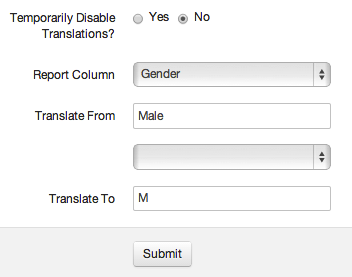 Temporarily Disable Yes No
Translations?
Report Column Gender
Translate From Male
Translate To M
Submit